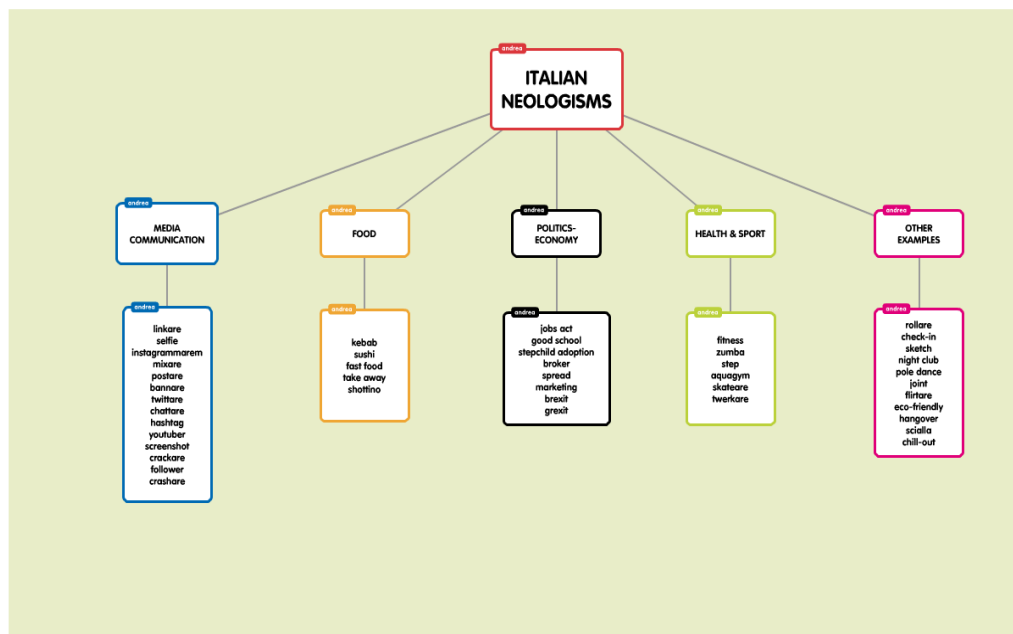 andrea
ITALIAN
NEOLOGISMS
andrea
MEDIA
COMMUNICATION
andrea
linkare
selfie
instagrammarem
mixare
postare
bannare
twittare
chattare
hashtag
youtuber
screenshot
crackare
follower
crashare
andrea
FOOD
andrea
kebab
sushi
fast food
take away
shottino
andrea
POLITICS-
ECONOMY
andrea
jobs act
good school
stepchild adoption
broker
spread
marketing
brexit
grexit
andrea
HEALTH & SPORT
andrea
fitness
zumba
step
aquagym
skateare
twerkare
andrea
OTHER
EXAMPLES
andrea
rollare
check-in
sketch
night club
pole dance
joint
flirtare
eco-friendly
hangover
scialla
chill-out